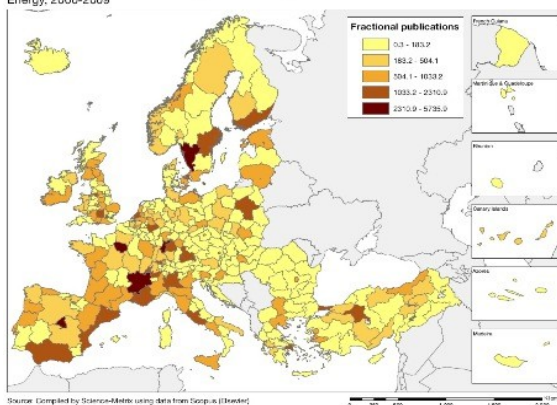 Energy, 2000-2009
Fractional publications
0.3 - 183.2
183.2 - 504.1
504.1 - 1033.2
1033.2 - 2310.9
2310.9 - 5735.9
French Guiana
Martinique & Guadeloupe
Réunion
Canary Islands
Azores
Madeira
Source: Compiled by Science-Metrix using data from Scopus (Elsevier)